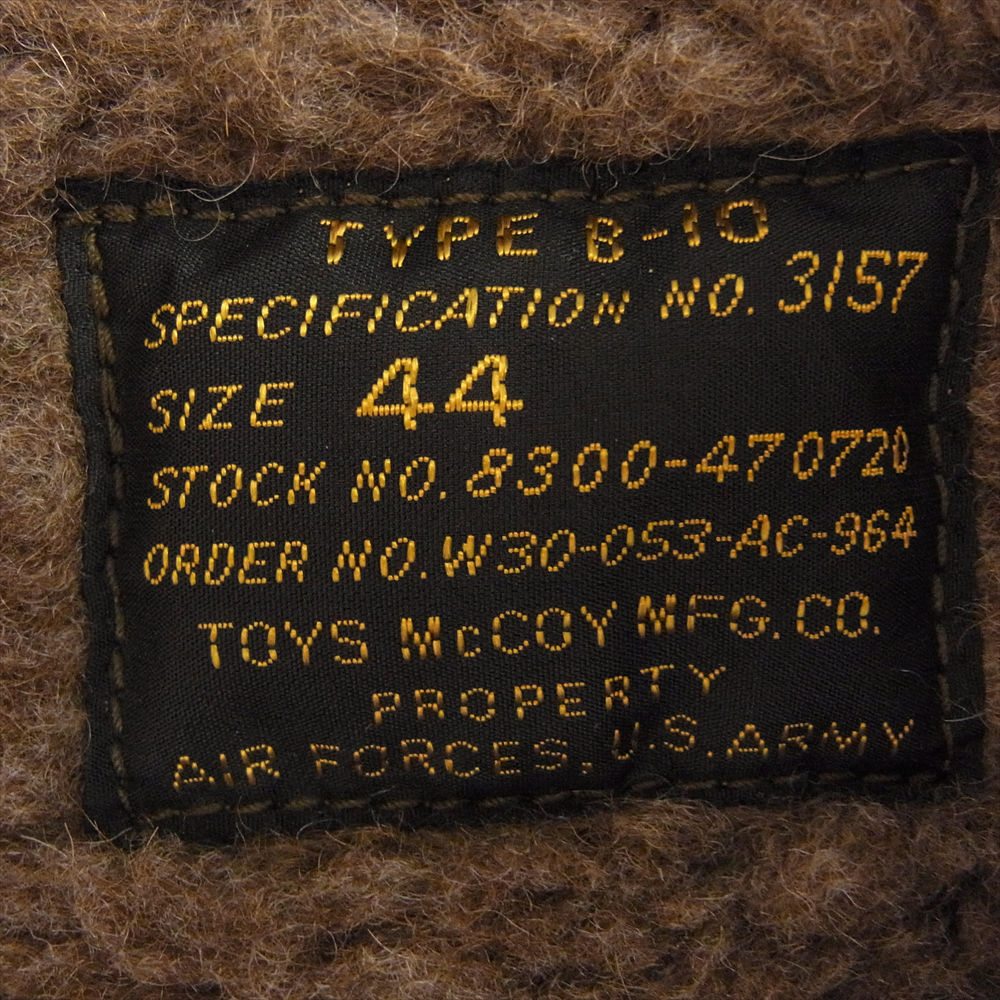 TYPE B-10
SPECIFICATION NO. 3157
SIZE 44
STOCK NO. 8300-470720
ORDER NO. W30-053-AC-964
TOYS McCOY MFG. CO.
PROPERTY
AIR FORCES, U.S. ARMY